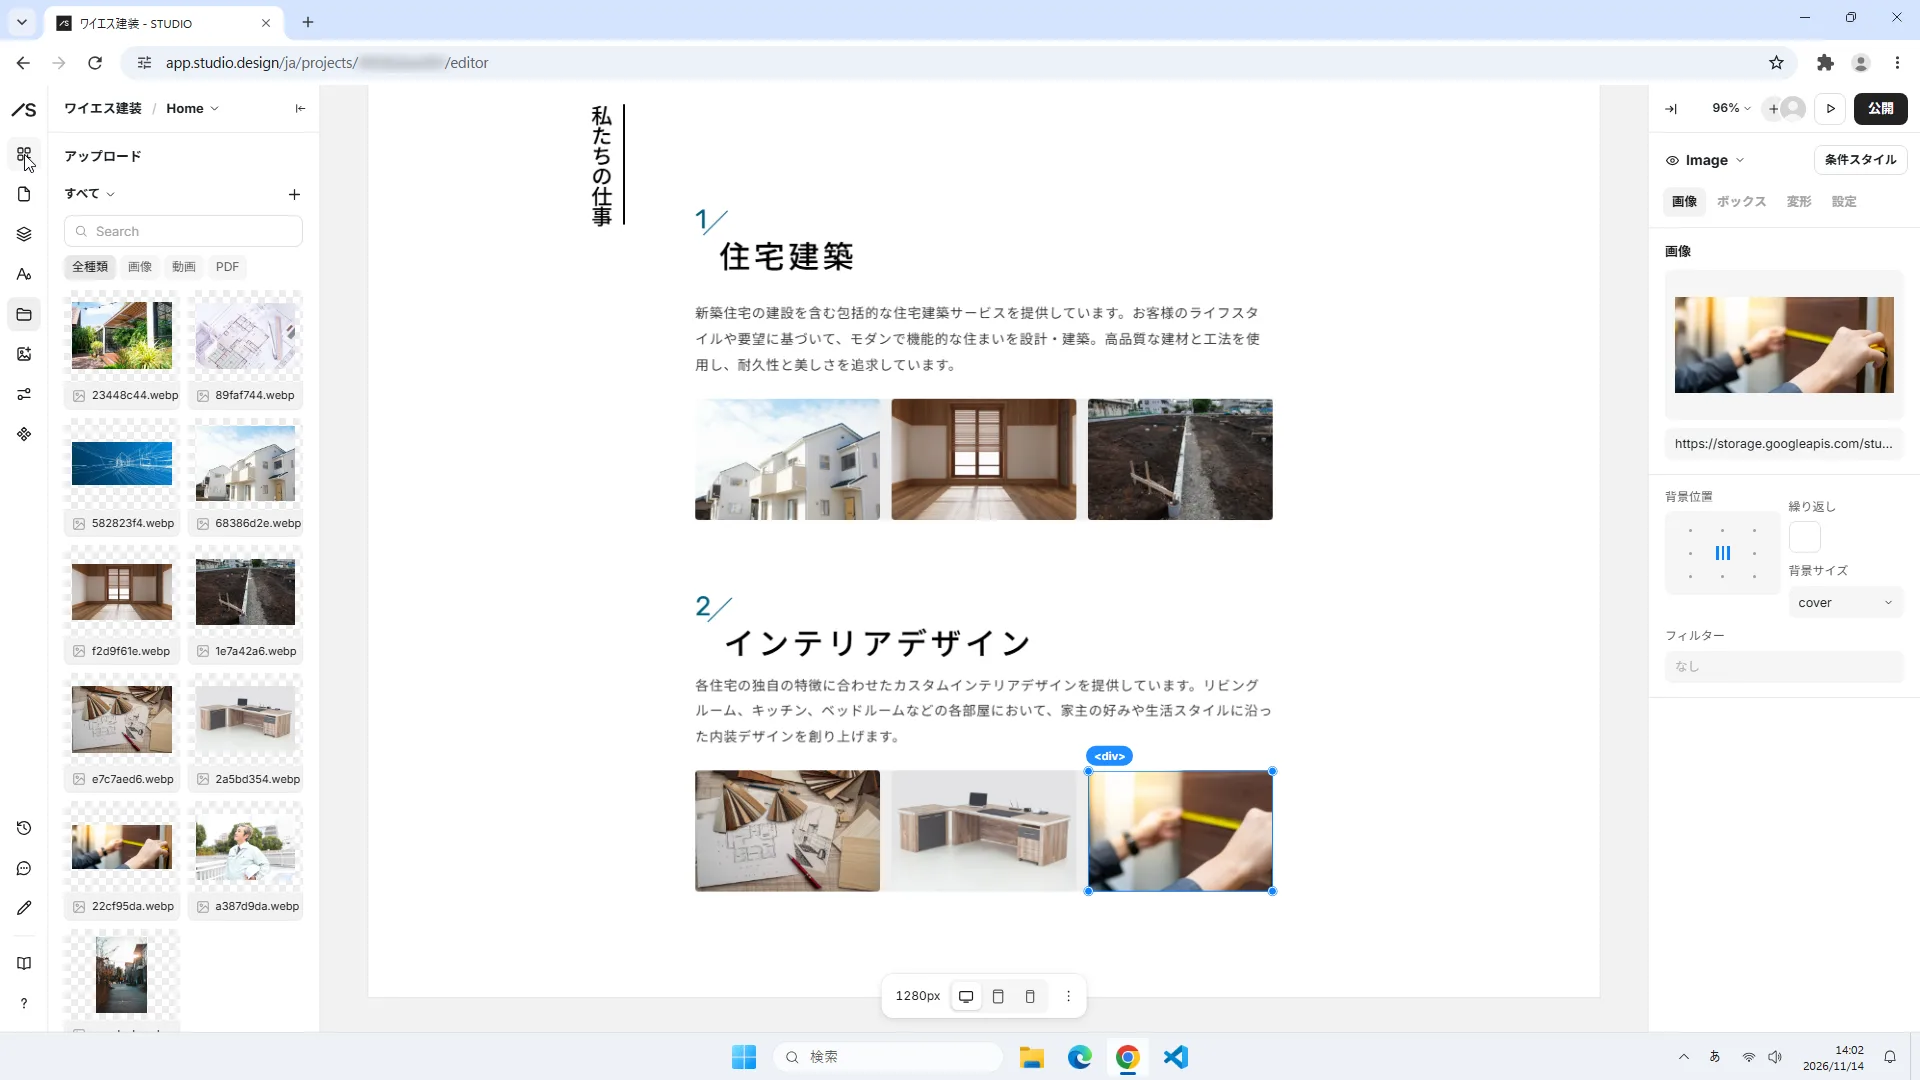 ワイエス建装 - STUDIO
app.studio.design/ja/projects/
/editor
ワイエス建装 / Home
アップロード
すべて
Search
全種類 画像 動画 PDF
23448c44.webp 89faf744.webp
582823f4.webp 68386d2e.webp
f2d9f61e.webp 1e7a42a6.webp
e7c7aed6.webp 2a5bd354.webp
22cf95da.webp a387d9da.webp
私たちの仕事
1/
住宅建築
新築住宅の建設を含む包括的な住宅建築サービスを提供しています。お客様のライフスタ
イルや要望に基づいて、モダンで機能的な住まいを設計・建築。高品質な建材と工法を使
用し、耐久性と美しさを追求しています。
2/
インテリアデザイン
各住宅の独自の特徴に合わせたカスタムインテリアデザインを提供しています。リビング
ルーム、キッチン、ベッドルームなどの各部屋において、家主の好みや生活スタイルに沿っ
た内装デザインを創り上げます。
<div>
1280px
96%
公開
Image
条件スタイル
画像 ボックス 変形 設定
画像
https://storage.googleapis.com/stu...
背景位置
繰り返し
背景サイズ
cover
フィルター
なし
検索
あ
14:02
2026/11/14